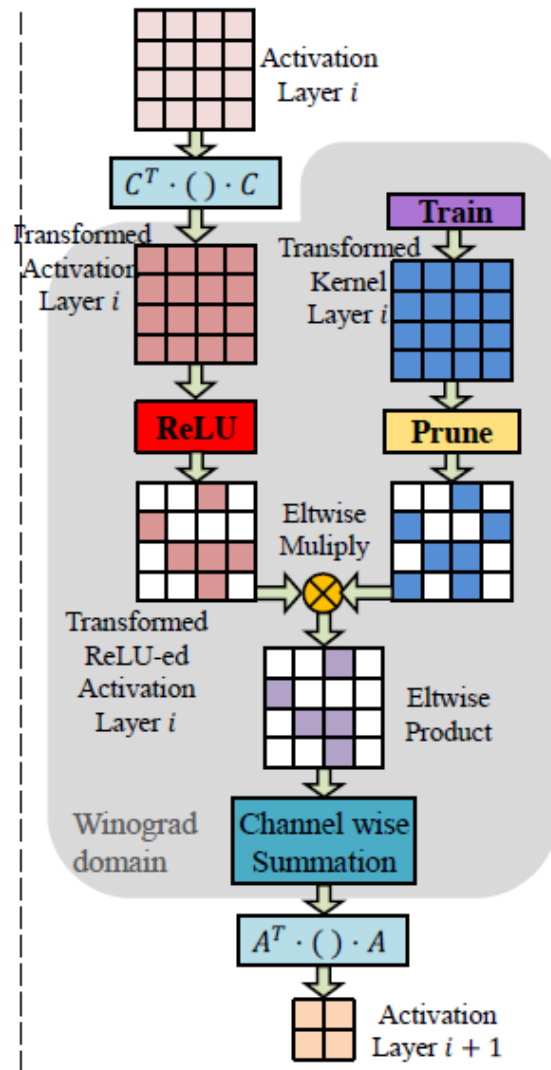 Activation
Layer i
C^T · ( ) · C
Train
Transformed
Activation
Layer i
Transformed
Kernel
Layer i
ReLU
Prune
Eltwise
Muliply
Transformed
ReLU-ed
Activation
Layer i
Eltwise
Product
Winograd
domain
Channel wise
Summation
A^T · ( ) · A
Activation
Layer i + 1